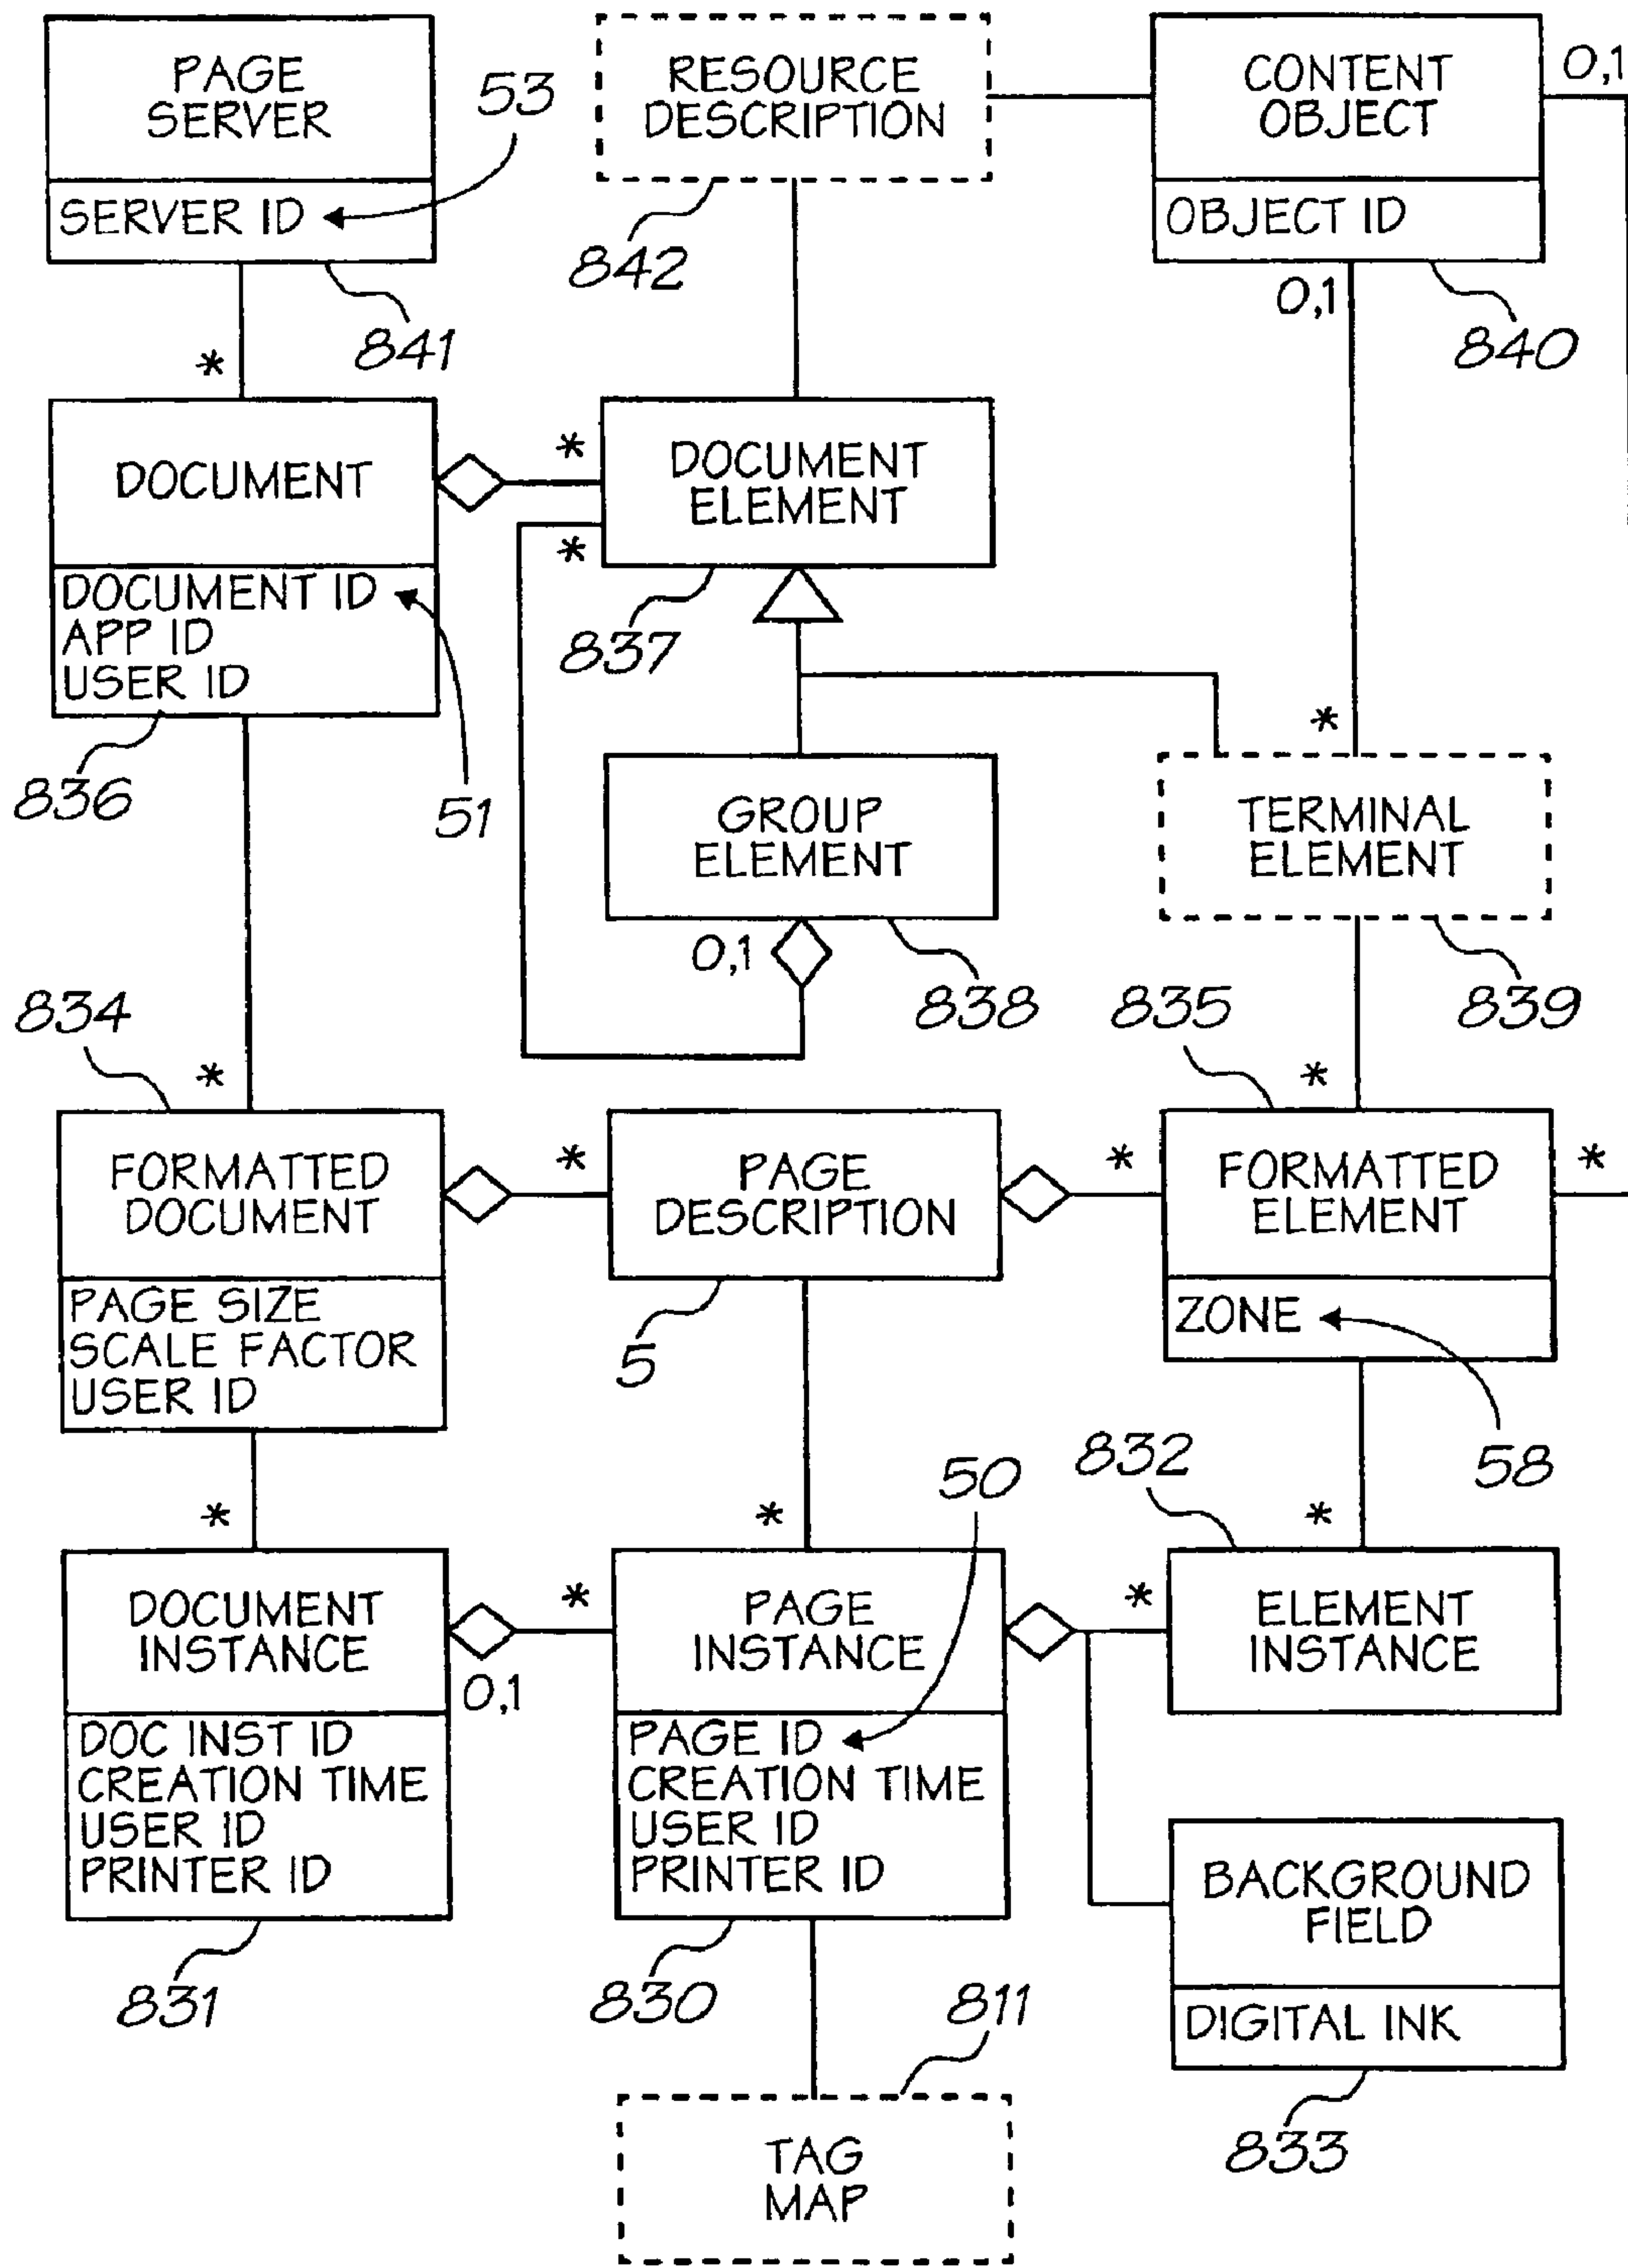 PAGE
SERVER
SERVER ID
53
841
RESOURCE
DESCRIPTION
842
CONTENT
OBJECT
OBJECT ID
0,1
0,1
840
*
DOCUMENT
DOCUMENT ID
APP ID
USER ID
836
51
*
*
DOCUMENT
ELEMENT
837
GROUP
ELEMENT
0,1
838
*
TERMINAL
ELEMENT
839
834
*
FORMATTED
DOCUMENT
PAGE SIZE
SCALE FACTOR
USER ID
*
PAGE
DESCRIPTION
5
835
*
*
FORMATTED
ELEMENT
*
ZONE
58
*
DOCUMENT
INSTANCE
0,1
DOC INST ID
CREATION TIME
USER ID
PRINTER ID
831
*
*
50
PAGE
INSTANCE
PAGE ID
CREATION TIME
USER ID
PRINTER ID
830
832
*
*
ELEMENT
INSTANCE
BACKGROUND
FIELD
DIGITAL INK
833
811
TAG
MAP